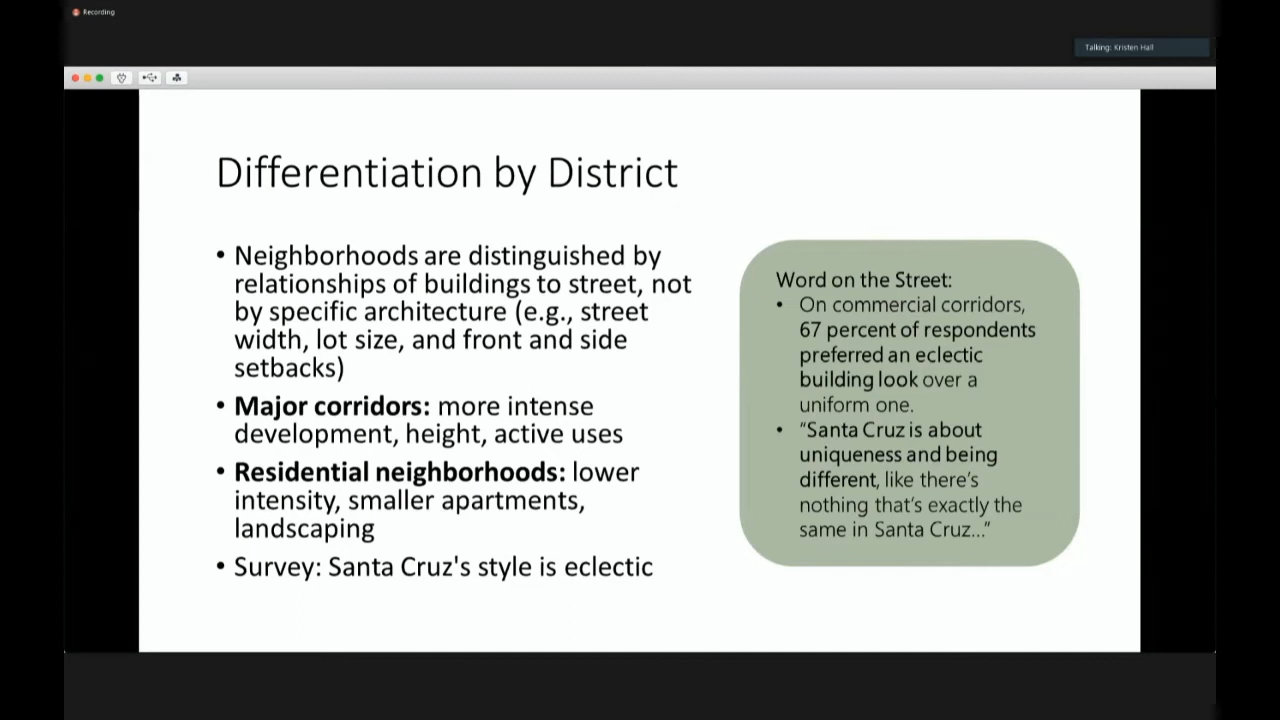 Recording
Talking: Kristen Hall
Differentiation by District
• Neighborhoods are distinguished by
relationships of buildings to street, not
by specific architecture (e.g., street
width, lot size, and front and side
setbacks)
• Major corridors: more intense
development, height, active uses
• Residential neighborhoods: lower
intensity, smaller apartments,
landscaping
• Survey: Santa Cruz's style is eclectic
Word on the Street:
• On commercial corridors,
67 percent of respondents
preferred an eclectic
building look over a
uniform one.
• “Santa Cruz is about
uniqueness and being
different, like there’s
nothing that’s exactly the
same in Santa Cruz...”